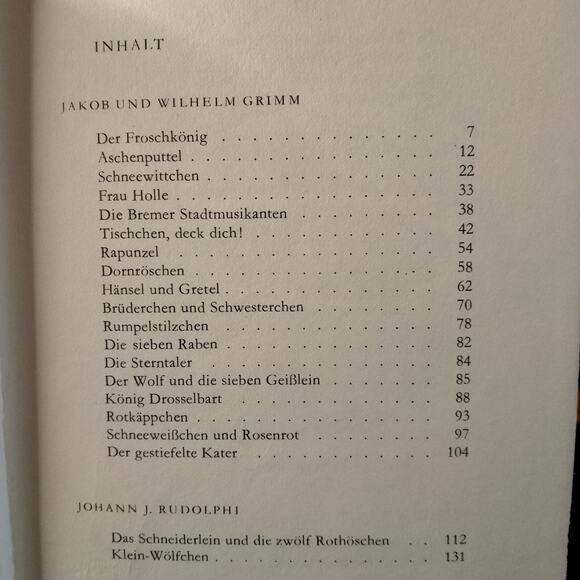 INHALT
JAKOB UND WILHELM GRIMM
Der Froschkönig . . . . . . . . . . . . . . 7
Aschenputtel . . . . . . . . . . . . . . . . 12
Schneewittchen . . . . . . . . . . . . . . . 22
Frau Holle . . . . . . . . . . . . . . . . . 33
Die Bremer Stadtmusikanten . . . . . . . . . 38
Tischchen, deck dich! . . . . . . . . . . . . 42
Rapunzel . . . . . . . . . . . . . . . . . 54
Dornröschen . . . . . . . . . . . . . . . 58
Hänsel und Gretel . . . . . . . . . . . . . 62
Brüderchen und Schwesterchen . . . . . . . . 70
Rumpelstilzchen . . . . . . . . . . . . . 78
Die sieben Raben . . . . . . . . . . . . . 82
Die Sterntaler . . . . . . . . . . . . . . 84
Der Wolf und die sieben Geißlein . . . . . . . 85
König Drosselbart . . . . . . . . . . . . 88
Rotkäppchen . . . . . . . . . . . . . . . 93
Schneeweißchen und Rosenrot . . . . . . . 97
Der gestiefelte Kater . . . . . . . . . . 104
JOHANN J. RUDOLPHI
Das Schneiderlein und die zwölf Rothöschen . . 112
Klein-Wölfchen . . . . . . . . . . . . . 131